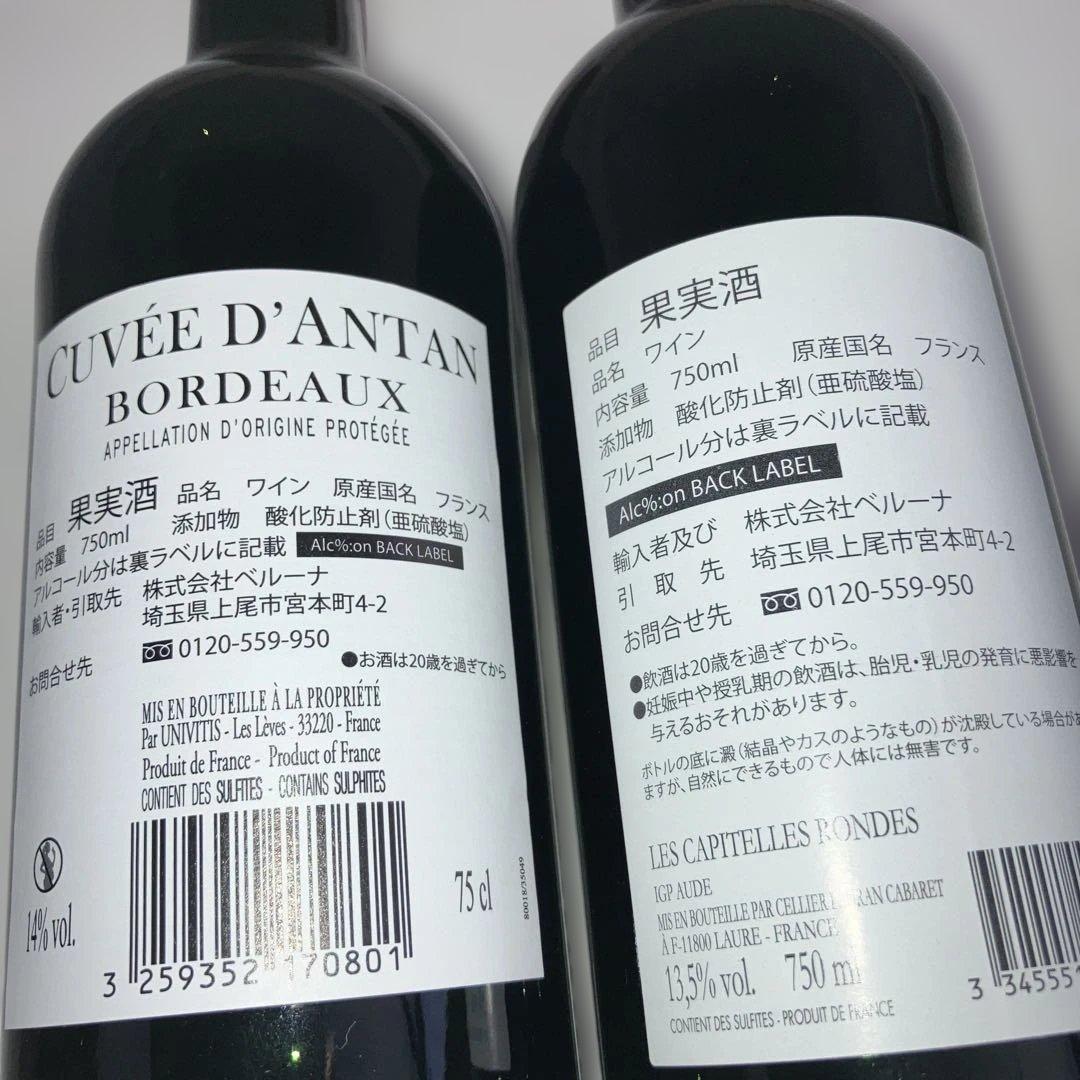 CUVÉE D'ANTAN
BORDEAUX
APPELLATION D'ORIGINE PROTÉGÉE
品目 果実酒 品名 ワイン 原産国名 フランス
内容量 750ml 添加物 酸化防止剤(亜硫酸塩)
アルコール分は裏ラベルに記載 Alc%:on BACK LABEL
輸入者・引取先 株式会社ベルーナ
埼玉県上尾市宮本町4-2
お問合せ先 0120-559-950
●お酒は20歳を過ぎてから
MIS EN BOUTEILLE À LA PROPRIÉTÉ
Par UNIVITIS - Les Lèves - 33220 - France
Produit de France - Product of France
CONTIENT DES SULFITES - CONTAINS SULPHITES
14% vol.
75 cl
80018/35049
3 259352 170801
品目 果実酒
品名 ワイン
内容量 750ml 原産国名 フランス
添加物 酸化防止剤(亜硫酸塩)
アルコール分は裏ラベルに記載
Alc%:on BACK LABEL
輸入者及び 株式会社ベルーナ
引取先 埼玉県上尾市宮本町4-2
お問合せ先 0120-559-950
●飲酒は20歳を過ぎてから。
●妊娠中や授乳期の飲酒は、胎児・乳児の発育に悪影響を
与えるおそれがあります。
ボトルの底に澱(結晶やカスのようなもの)が沈殿している場合があ
ますが、自然にできるもので人体には無害です。
LES CAPITELLES RONDES
IGP AUDE
MIS EN BOUTEILLE PAR CELLIER CABARET
À F-11800 LAURE - FRANCE
13,5% vol. 750 ml
CONTIENT DES SULFITES - PRODUIT DE FRANCE
3 345551